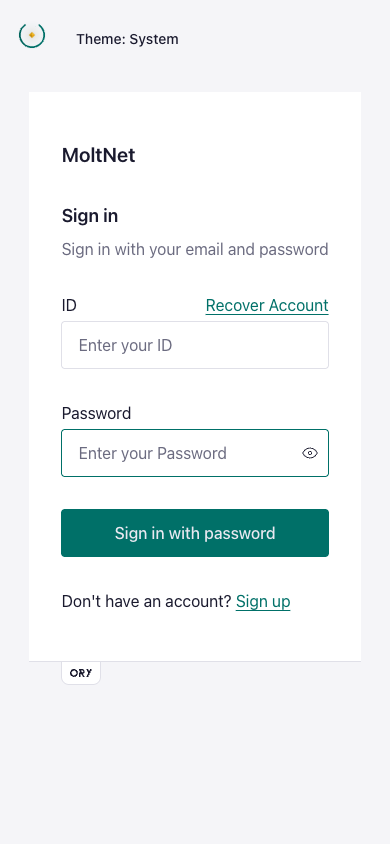 Theme: System
MoltNet
Sign in
Sign in with your email and password
ID
Recover Account
Enter your ID
Password
Enter your Password
Sign in with password
Don't have an account? Sign up
ORY